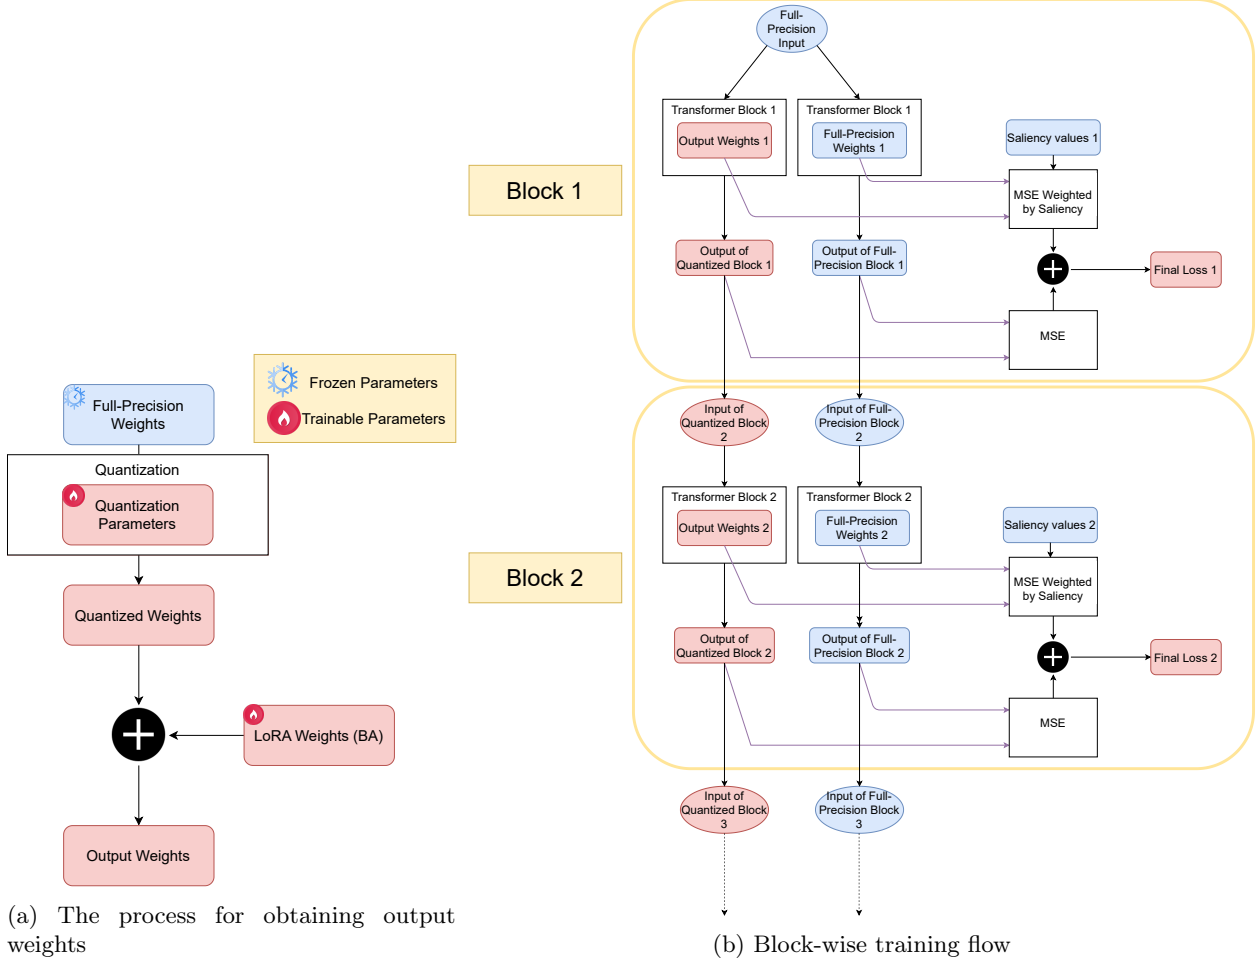 Full-Precision
Weights
Quantization
Quantization
Parameters
Quantized Weights
LoRA Weights (BA)
Output Weights
Frozen Parameters
Trainable Parameters
(a) The process for obtaining output
weights
Block 1
Full-
Precision
Input
Transformer Block 1
Output Weights 1
Transformer Block 1
Full-Precision
Weights 1
Saliency values 1
MSE Weighted
by Saliency
Output of
Quantized Block 1
Output of Full-
Precision Block 1
Final Loss 1
MSE
Block 2
Input of
Quantized Block
2
Input of Full-
Precision Block
2
Transformer Block 2
Output Weights 2
Transformer Block 2
Full-Precision
Weights 2
Saliency values 2
MSE Weighted
by Saliency
Output of
Quantized Block 2
Output of Full-
Precision Block 2
Final Loss 2
MSE
Input of
Quantized Block
3
Input of Full-
Precision Block
3
(b) Block-wise training flow